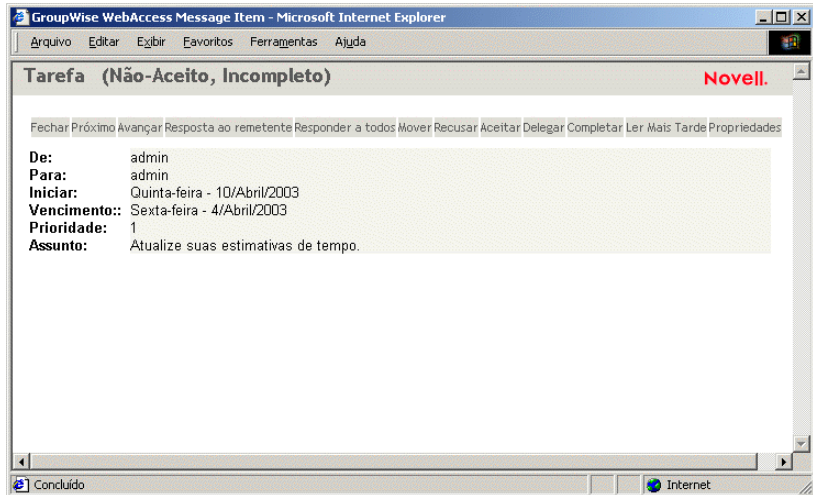 GroupWise WebAccess Message Item - Microsoft Internet Explorer
Arquivo Editar Exibir Favoritos Ferramentas Ajuda
Tarefa (Não-Aceito, Incompleto)
Novell.
Fechar Próximo Avançar Resposta ao remetente Responder a todos Mover Recusar Aceitar Delegar Completar Ler Mais Tarde Propriedades
De: admin
Para: admin
Iniciar: Quinta-feira - 10/Abril/2003
Vencimento:: Sexta-feira - 4/Abril/2003
Prioridade: 1
Assunto: Atualize suas estimativas de tempo.
Concluído Internet